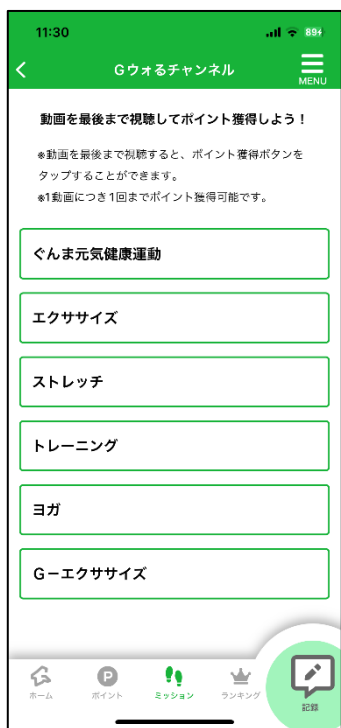 11:30
89
Gウォるチャンネル
MENU
動画を最後まで視聴してポイント獲得しよう！
※動画を最後まで視聴すると、ポイント獲得ボタンを
タップすることができます。
※1動画につき1回までポイント獲得可能です。
ぐんま元気健康運動
エクササイズ
ストレッチ
トレーニング
ヨガ
G－エクササイズ
ホーム
ポイント
ミッション
ランキング
記録